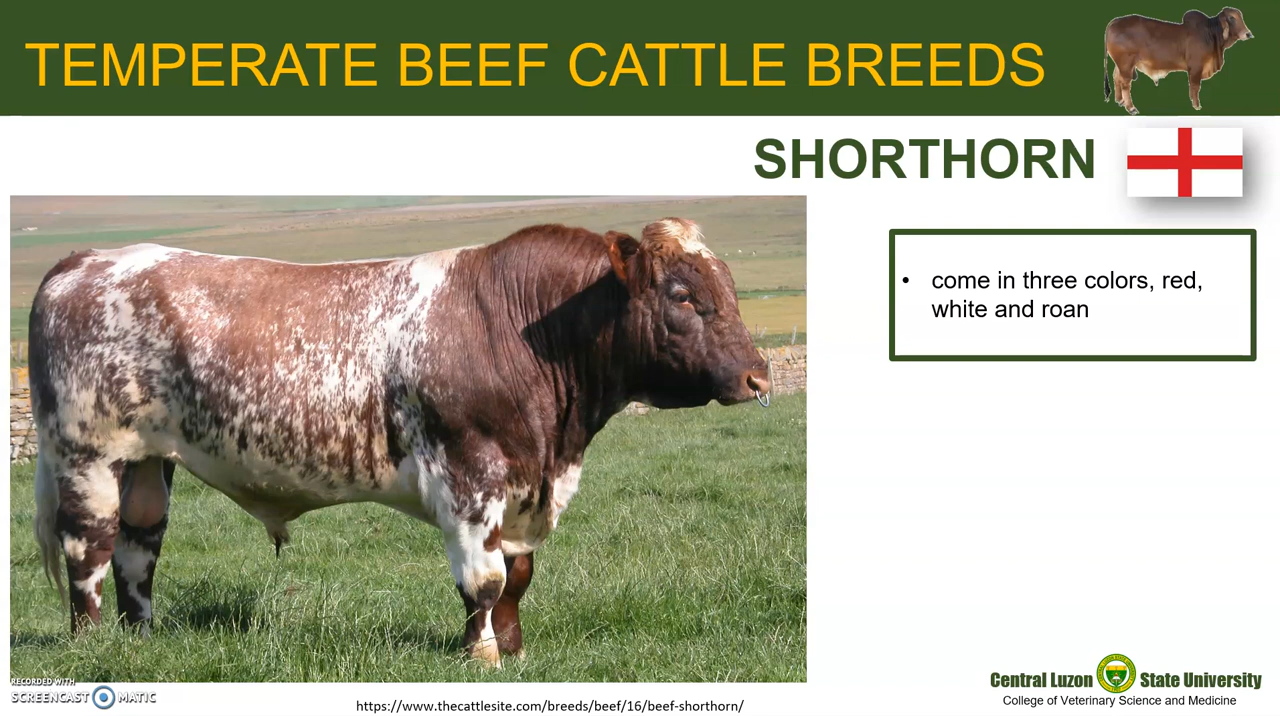 TEMPERATE BEEF CATTLE BREEDS
SHORTHORN
• come in three colors, red,
white and roan
RECORDED WITH
SCREENCAST MATIC
https://www.thecattlesite.com/breeds/beef/16/beef-shorthorn/
Central Luzon State University
College of Veterinary Science and Medicine